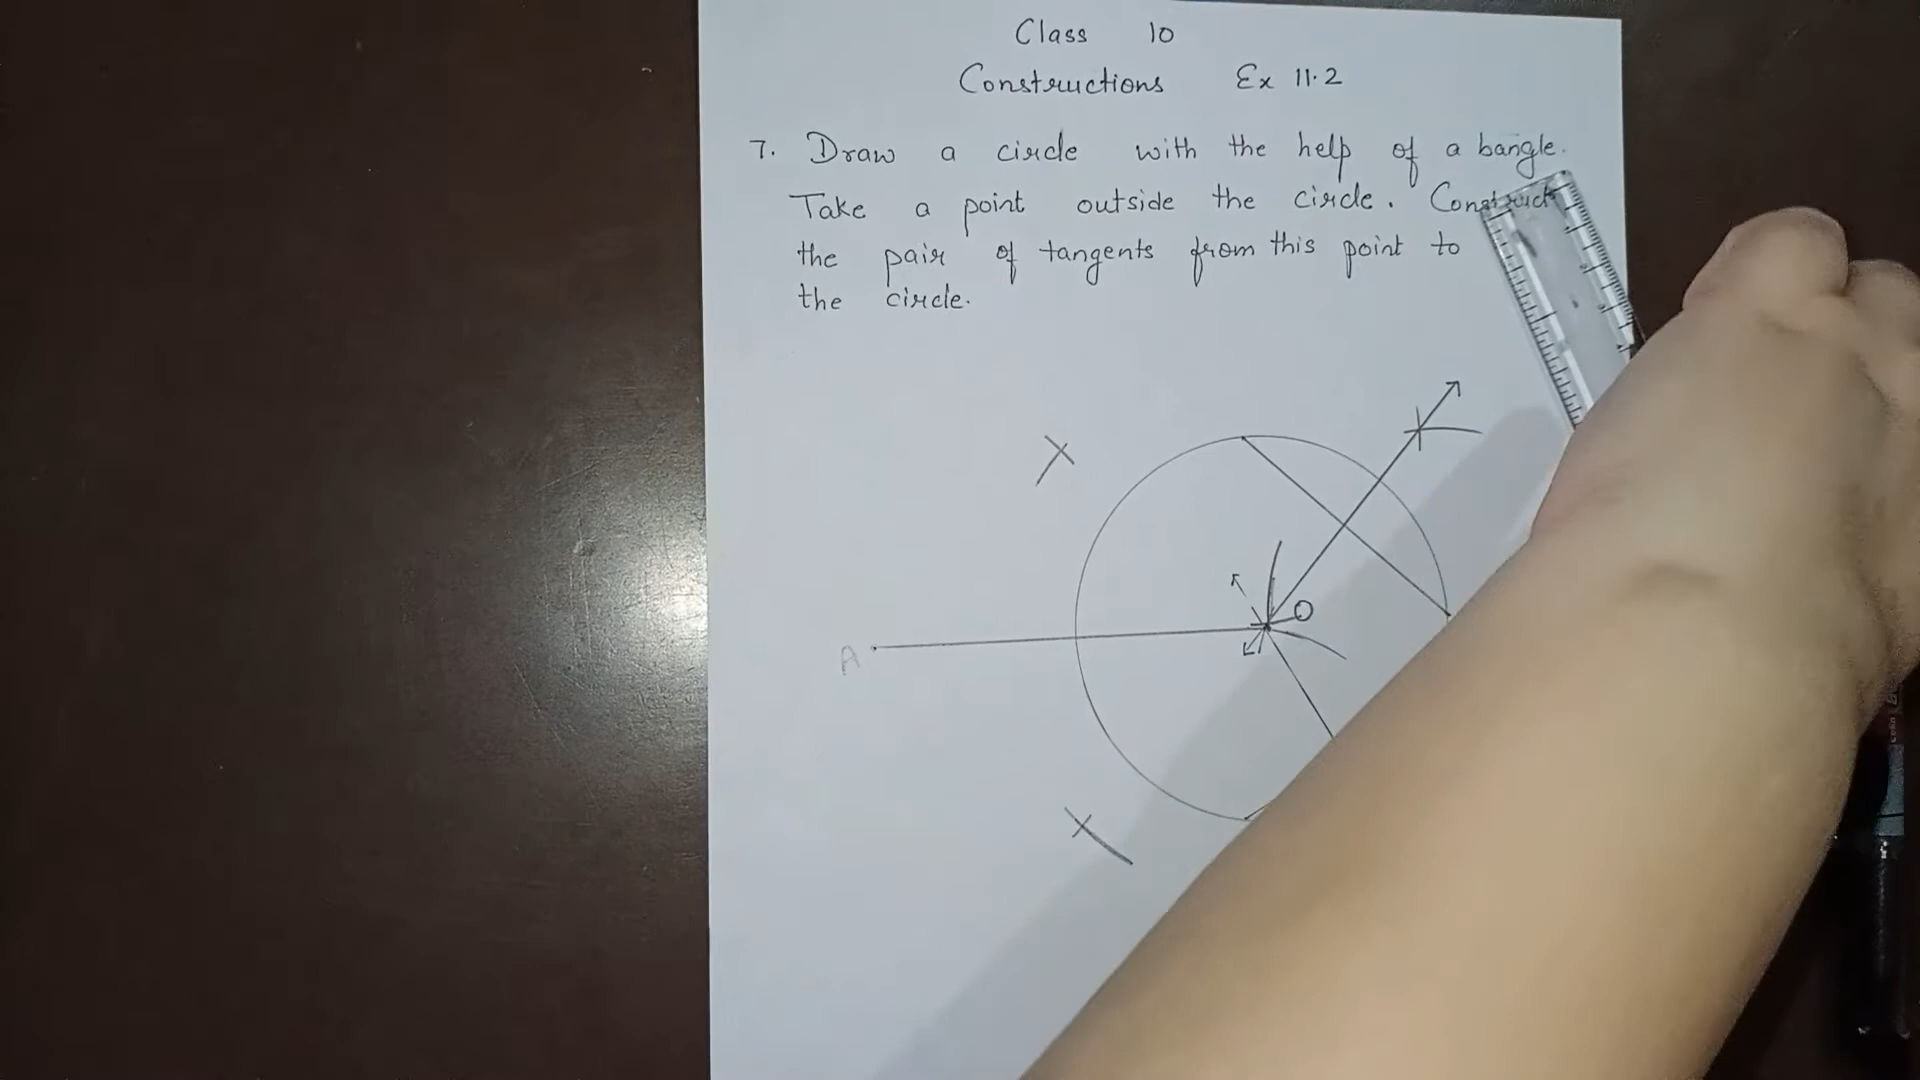 Class 10
Constructions Ex 11.2
7. Draw a circle with the help of a bangle.
Take a point outside the circle. Construct
the pair of tangents from this point to
the circle.
O
A